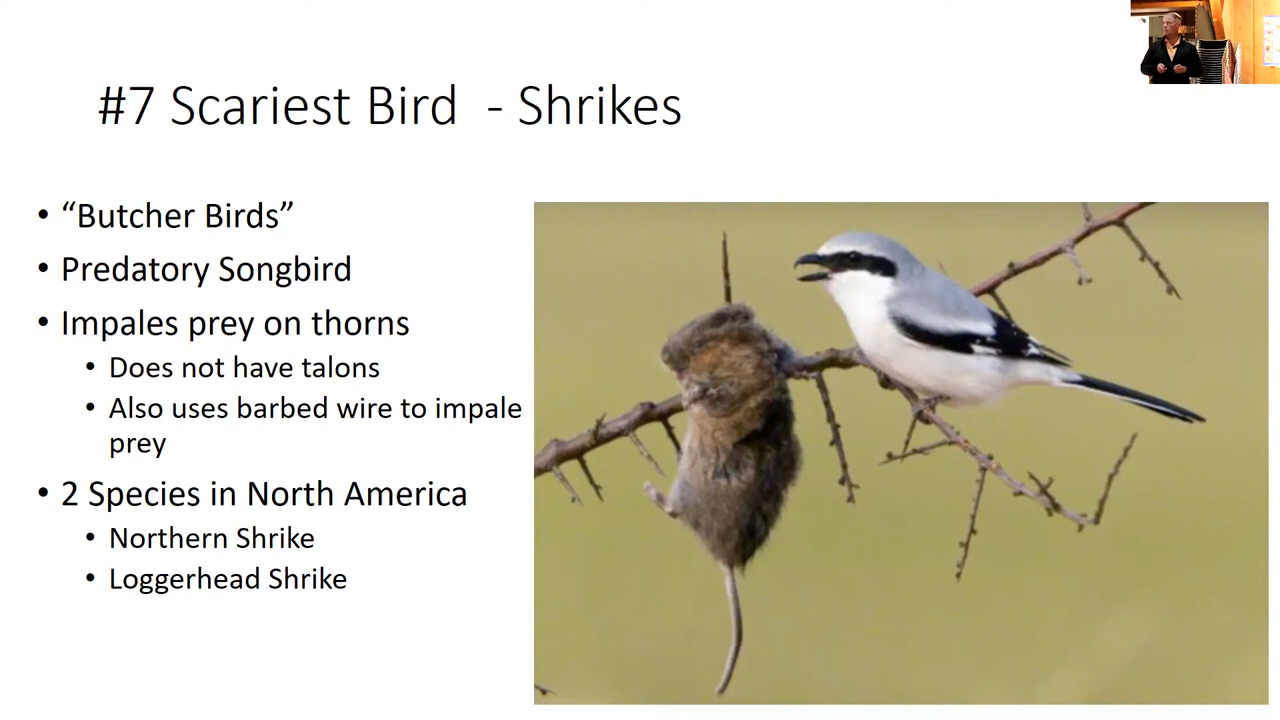 #7 Scariest Bird - Shrikes
• “Butcher Birds”
• Predatory Songbird
• Impales prey on thorns
• Does not have talons
• Also uses barbed wire to impale
prey
• 2 Species in North America
• Northern Shrike
• Loggerhead Shrike